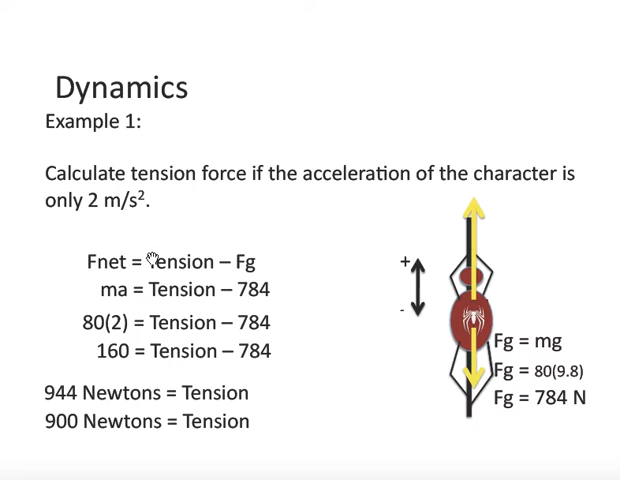 Dynamics
Example 1:
Calculate tension force if the acceleration of the character is
only 2 m/s².
Fnet = Tension – Fg
ma = Tension – 784
80(2) = Tension – 784
160 = Tension – 784
944 Newtons = Tension
900 Newtons = Tension
+
-
Fg = mg
Fg = 80(9.8)
Fg = 784 N